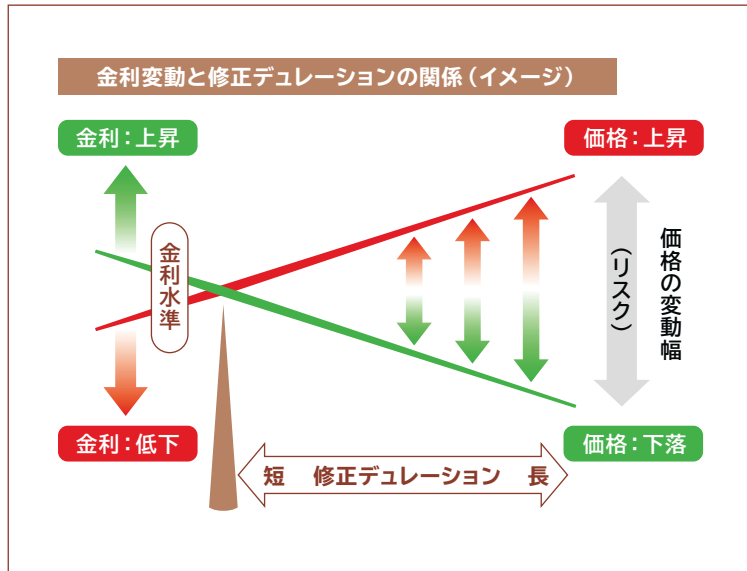 金利変動と修正デュレーションの関係（イメージ）
金利：上昇
価格：上昇
金利水準
価格の変動幅
（リスク）
金利：低下
価格：下落
短 修正デュレーション 長